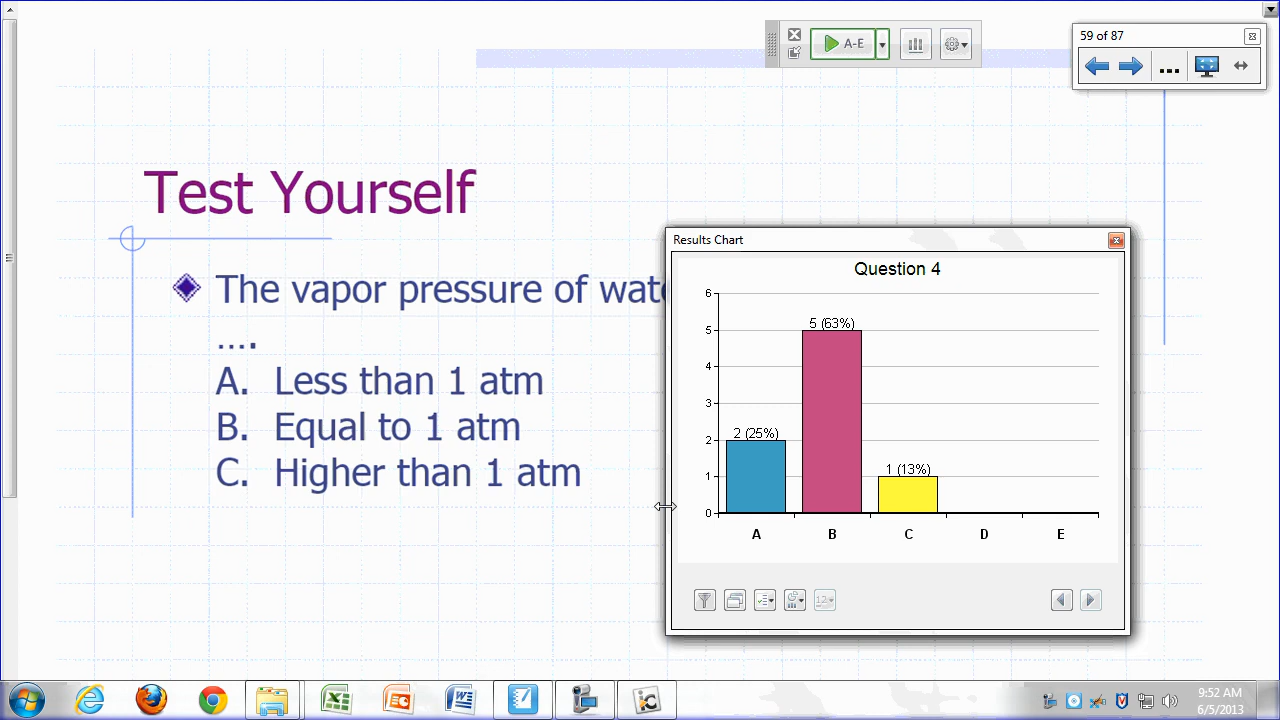 A-E
59 of 87
...
Test Yourself
The vapor pressure of wat
….
A. Less than 1 atm
B. Equal to 1 atm
C. Higher than 1 atm
Results Chart
Question 4
6
5
4
3
2
1
0
2 (25%)
5 (63%)
1 (13%)
A B C D E
12
9:52 AM
6/5/2013